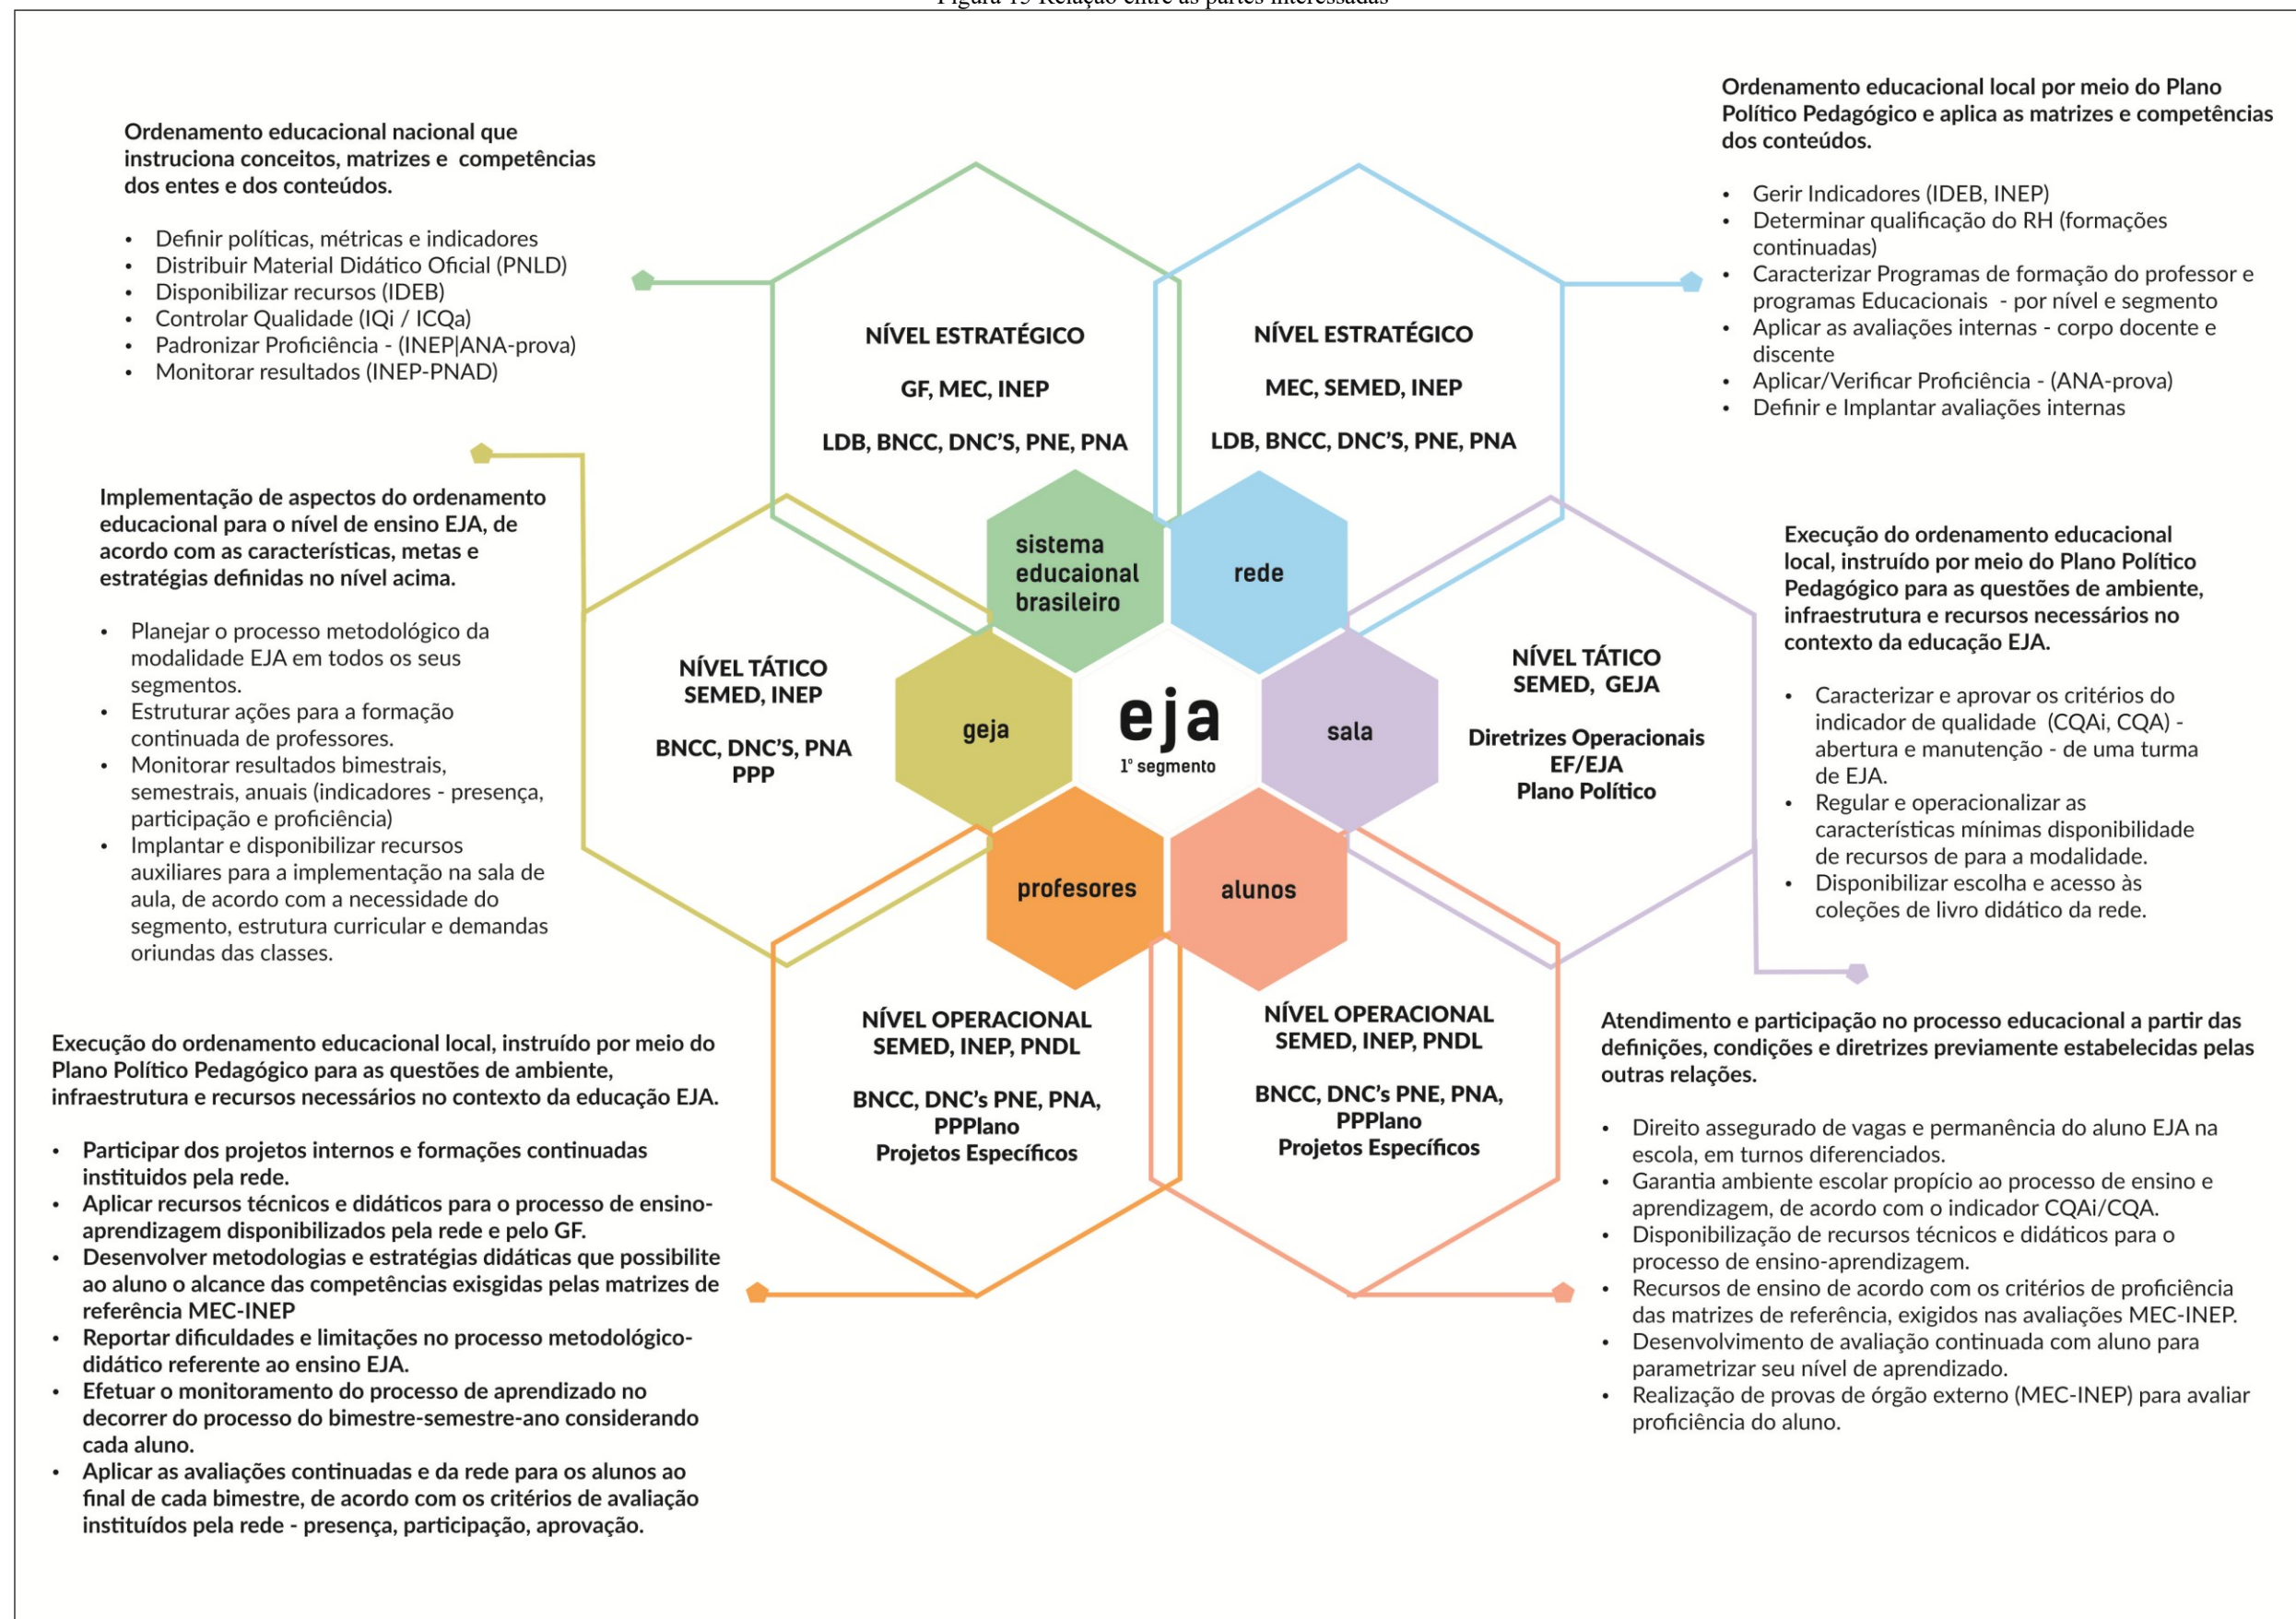 Figura 15 Relação entre as partes interessadas
Ordenamento educacional nacional que
instruciona conceitos, matrizes e competências
dos entes e dos conteúdos.
• Definir políticas, métricas e indicadores
• Distribuir Material Didático Oficial (PNLD)
• Disponibilizar recursos (IDEB)
• Controlar Qualidade (IQi / ICQa)
• Padronizar Proficiência - (INEP|ANA-prova)
• Monitorar resultados (INEP-PNAD)
Ordenamento educacional local por meio do Plano
Político Pedagógico e aplica as matrizes e competências
dos conteúdos.
• Gerir Indicadores (IDEB, INEP)
• Determinar qualificação do RH (formações
continuadas)
• Caracterizar Programas de formação do professor e
programas Educacionais - por nível e segmento
• Aplicar as avaliações internas - corpo docente e
discente
• Aplicar/Verificar Proficiência - (ANA-prova)
• Definir e Implantar avaliações internas
NÍVEL ESTRATÉGICO
GF, MEC, INEP
LDB, BNCC, DNC'S, PNE, PNA
NÍVEL ESTRATÉGICO
MEC, SEMED, INEP
LDB, BNCC, DNC'S, PNE, PNA
Implementação de aspectos do ordenamento
educacional para o nível de ensino EJA, de
acordo com as características, metas e
estratégias definidas no nível acima.
• Planejar o processo metodológico da
modalidade EJA em todos os seus
segmentos.
• Estruturar ações para a formação
continuada de professores.
• Monitorar resultados bimestrais,
semestrais, anuais (indicadores - presença,
participação e proficiência)
• Implantar e disponibilizar recursos
auxiliares para a implementação na sala de
aula, de acordo com a necessidade do
segmento, estrutura curricular e demandas
oriundas das classes.
NÍVEL TÁTICO
SEMED, INEP
BNCC, DNC'S, PNA
PPP
sistema
educaional
brasileiro
rede
geja
eja
1° segmento
sala
profesores
alunos
NÍVEL TÁTICO
SEMED, GEJA
Diretrizes Operacionais
EF/EJA
Plano Político
Execução do ordenamento educacional
local, instruído por meio do Plano Político
Pedagógico para as questões de ambiente,
infraestrutura e recursos necessários no
contexto da educação EJA.
• Caracterizar e aprovar os critérios do
indicador de qualidade (CQAi, CQA) -
abertura e manutenção - de uma turma
de EJA.
• Regular e operacionalizar as
características mínimas disponibilidade
de recursos de para a modalidade.
• Disponibilizar escolha e acesso às
coleções de livro didático da rede.
Execução do ordenamento educacional local, instruído por meio do
Plano Político Pedagógico para as questões de ambiente,
infraestrutura e recursos necessários no contexto da educação EJA.
• Participar dos projetos internos e formações continuadas
instituidos pela rede.
• Aplicar recursos técnicos e didáticos para o processo de ensino-
aprendizagem disponibilizados pela rede e pelo GF.
• Desenvolver metodologias e estratégias didáticas que possibilite
ao aluno o alcance das competências exisgidas pelas matrizes de
referência MEC-INEP
• Reportar dificuldades e limitações no processo metodológico-
didático referente ao ensino EJA.
• Efetuar o monitoramento do processo de aprendizado no
decorrer do processo do bimestre-semestre-ano considerando
cada aluno.
• Aplicar as avaliações continuadas e da rede para os alunos ao
final de cada bimestre, de acordo com os critérios de avaliação
instituídos pela rede - presença, participação, aprovação.
NÍVEL OPERACIONAL
SEMED, INEP, PNDL
BNCC, DNC's PNE, PNA,
PPPlano
Projetos Específicos
NÍVEL OPERACIONAL
SEMED, INEP, PNDL
BNCC, DNC's PNE, PNA,
PPPlano
Projetos Específicos
Atendimento e participação no processo educacional a partir das
definições, condições e diretrizes previamente estabelecidas pelas
outras relações.
• Direito assegurado de vagas e permanência do aluno EJA na
escola, em turnos diferenciados.
• Garantia ambiente escolar propício ao processo de ensino e
aprendizagem, de acordo com o indicador CQAi/CQA.
• Disponibilização de recursos técnicos e didáticos para o
processo de ensino-aprendizagem.
• Recursos de ensino de acordo com os critérios de proficiência
das matrizes de referência, exigidos nas avaliações MEC-INEP.
• Desenvolvimento de avaliação continuada com aluno para
parametrizar seu nível de aprendizado.
• Realização de provas de órgão externo (MEC-INEP) para avaliar
proficiência do aluno.